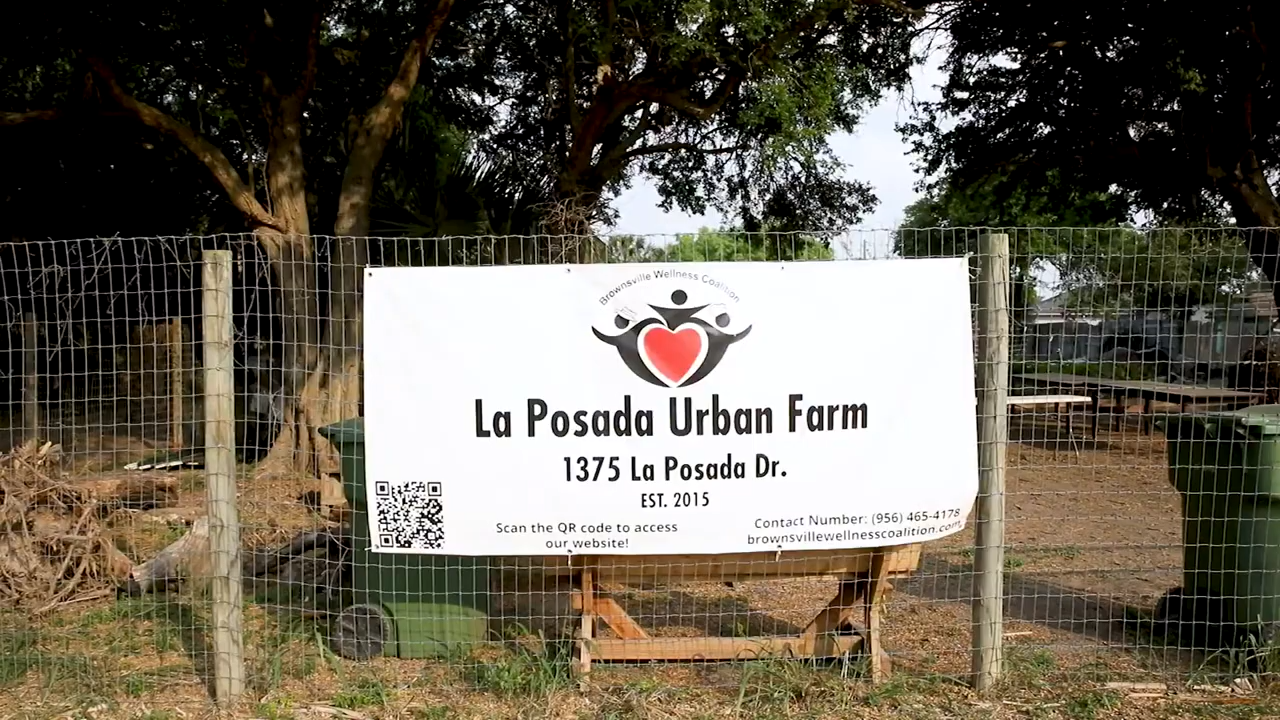 Brownsville Wellness Coalition
La Posada Urban Farm
1375 La Posada Dr.
EST. 2015
Scan the QR code to access
our website!
Contact Number: (956) 465-4178
brownsvillewellnesscoalition.com